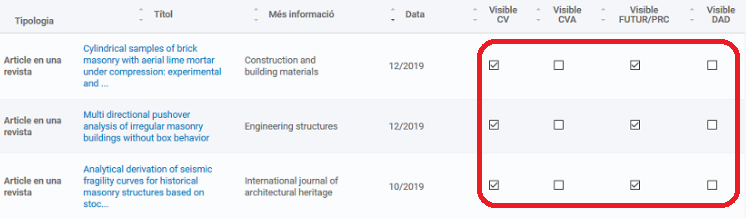 Tipologia Títol Més informació Data Visible CV Visible CVA Visible FUTUR/PRC Visible DAD
Article en una revista
Cylindrical samples of brick
masonry with aerial lime mortar
under compression: experimental
and ...
Construction and
building materials
12/2019
Article en una revista
Multi directional pushover
analysis of irregular masonry
buildings without box behavior
Engineering structures
12/2019
Article en una revista
Analytical derivation of seismic
fragility curves for historical
masonry structures based on
stoc...
International journal of
architectural heritage
10/2019